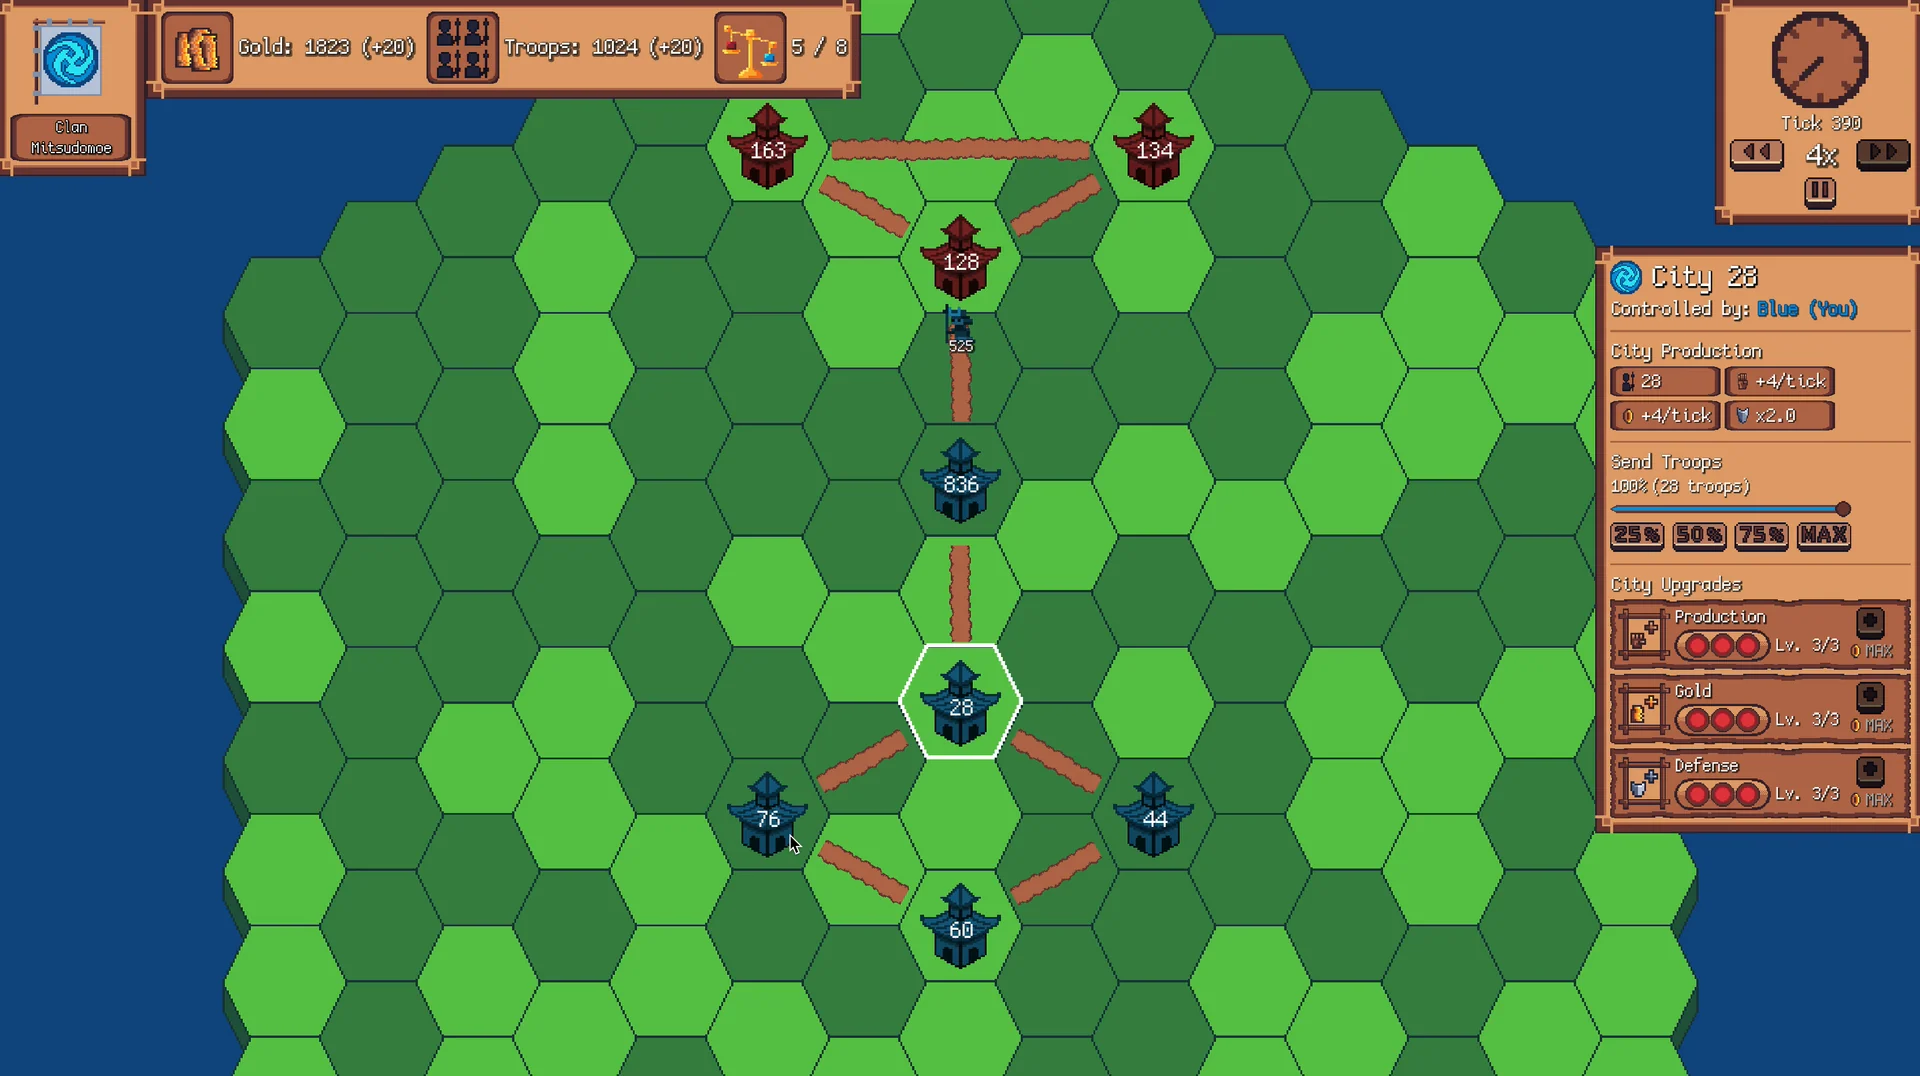 Clan
Mitsudomoe
Gold: 1823 (+20)
Troops: 1024 (+20)
5 / 8
Tick 390
4x
163
134
128
525
836
28
76
44
60
City 28
Controlled by: Blue (You)
City Production
28
+4/tick
+4/tick
x2.0
Send Troops
100% (28 troops)
25% 50% 75% MAX
City Upgrades
Production
Lv. 3/3
MAX
Gold
Lv. 3/3
MAX
Defense
Lv. 3/3
MAX